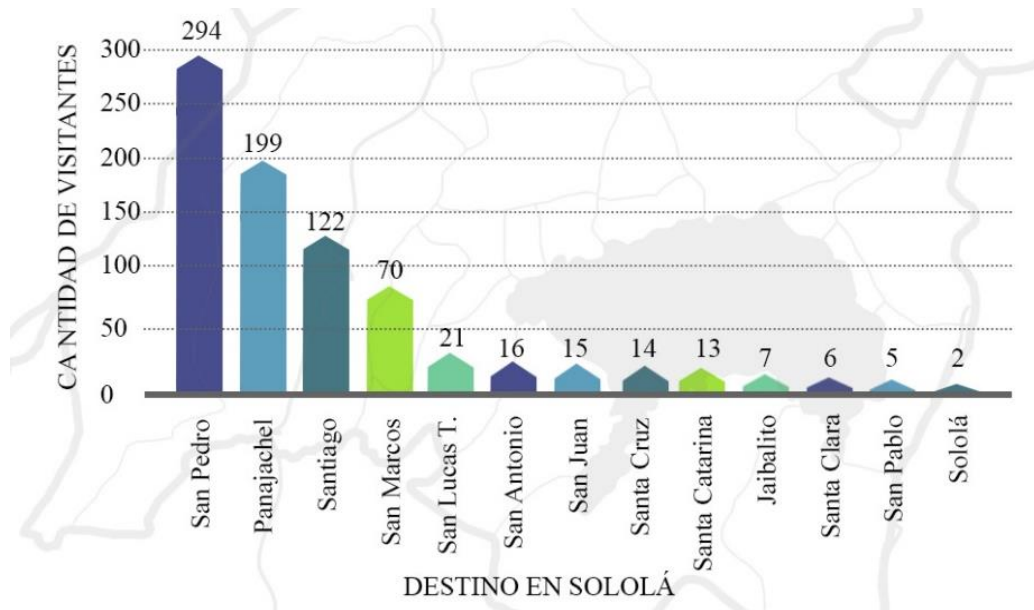 CANTIDAD DE VISITANTES
300
250
200
150
100
50
0
294
199
122
70
21
16
15
14
13
7
6
5
2
San Pedro
Panajachel
Santiago
San Marcos
San Lucas T.
San Antonio
San Juan
Santa Cruz
Santa Catarina
Jaibalito
Santa Clara
San Pablo
Sololá
DESTINO EN SOLOLÁ